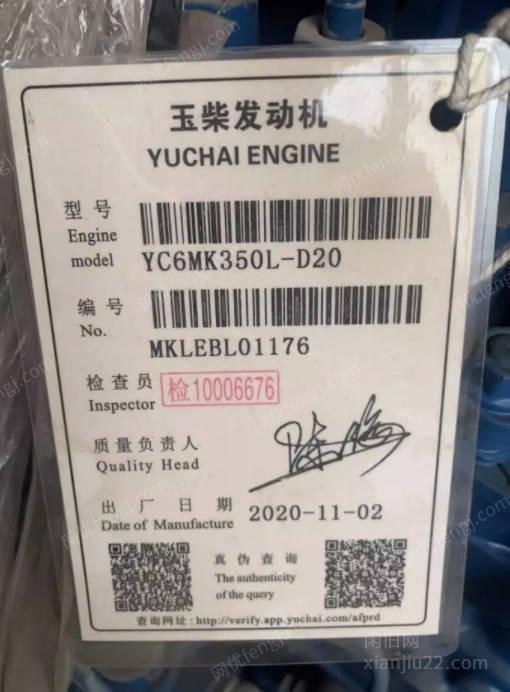 玉柴发动机
YUCHAI ENGINE
型号
Engine model
YC6MK350L-D20
编号
No.
MKLEBL01176
检查员
Inspector
检10006676
质量负责人
Quality Head
出厂日期
Date of Manufacture
2020-11-02
真伪查询
The authenticity
of the query
查询网址:http://verify.app.yuchai.com/afprd
闲旧网
xianjiu22.com